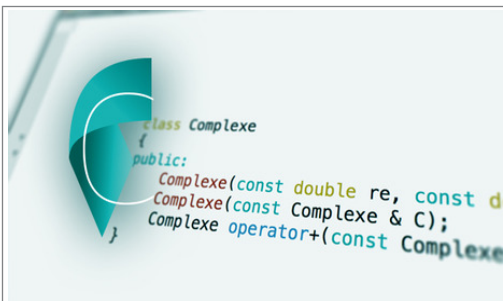 C
class Complexe
{
public:
Complexe(const double re, const d
Complexe(const Complexe & C);
Complexe operator+(const Complexe
}